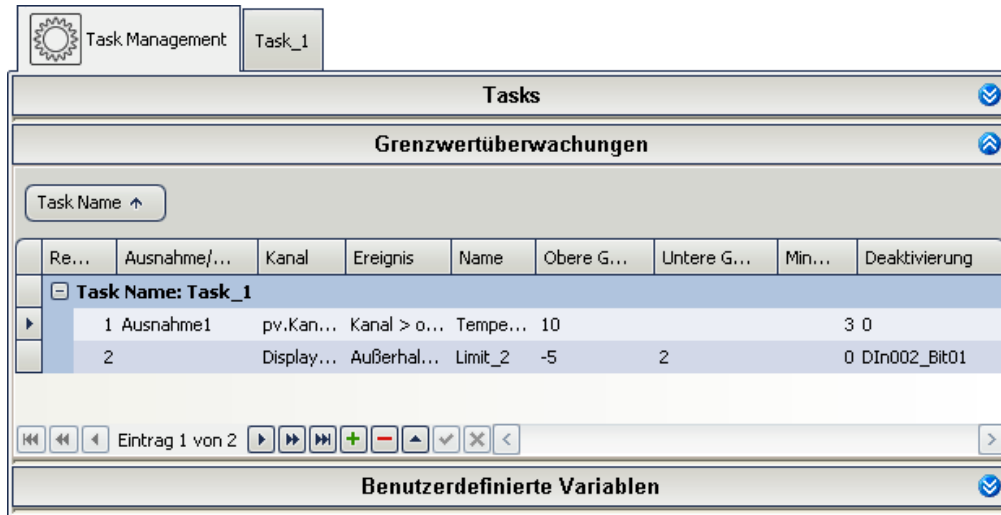 Task Management Task_1
Tasks
Grenzwertüberwachungen
Task Name
Re... Ausnahme/... Kanal Ereignis Name Obere G... Untere G... Min... Deaktivierung
Task Name: Task_1
1 Ausnahme1 pv.Kan... Kanal > o... Tempe... 10 3 0
2 Display... Außerhal... Limit_2 -5 2 0 DIn002_Bit01
Eintrag 1 von 2
Benutzerdefinierte Variablen